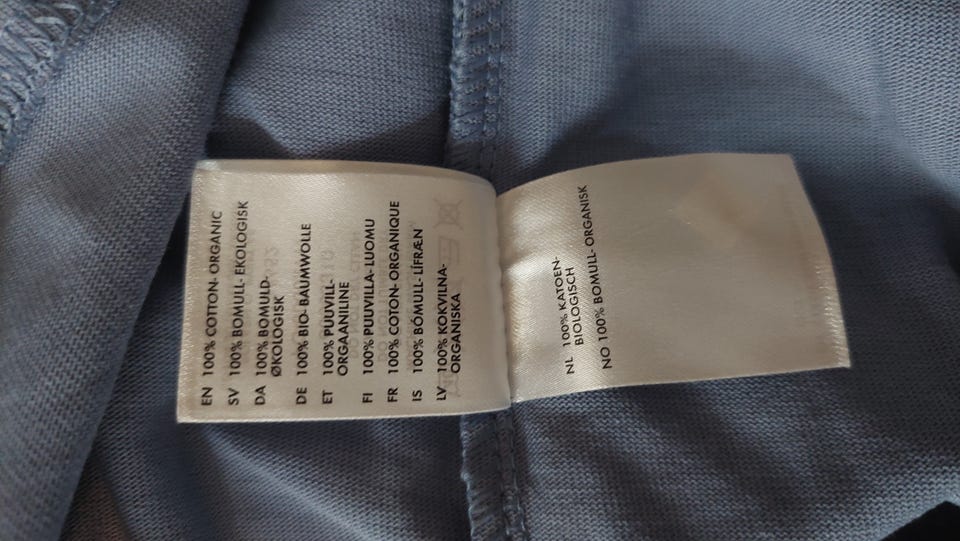 EN 100% COTTON- ORGANIC
SV 100% BOMULL- EKOLOGISK
DA 100% BOMULD-
ØKOLOGISK
DE 100% BIO- BAUMWOLLE
ET 100% PUUVILL-
ORGAANILINE
FI 100% PUUVILLA- LUOMU
FR 100% COTON- ORGANIQUE
IS 100% BÓMULL- LÍFRÆN
LV 100% KOKVILNA-
ORGANISKA
NL 100% KATOEN-
BIOLOGISCH
NO 100% BOMULL- ORGANISK